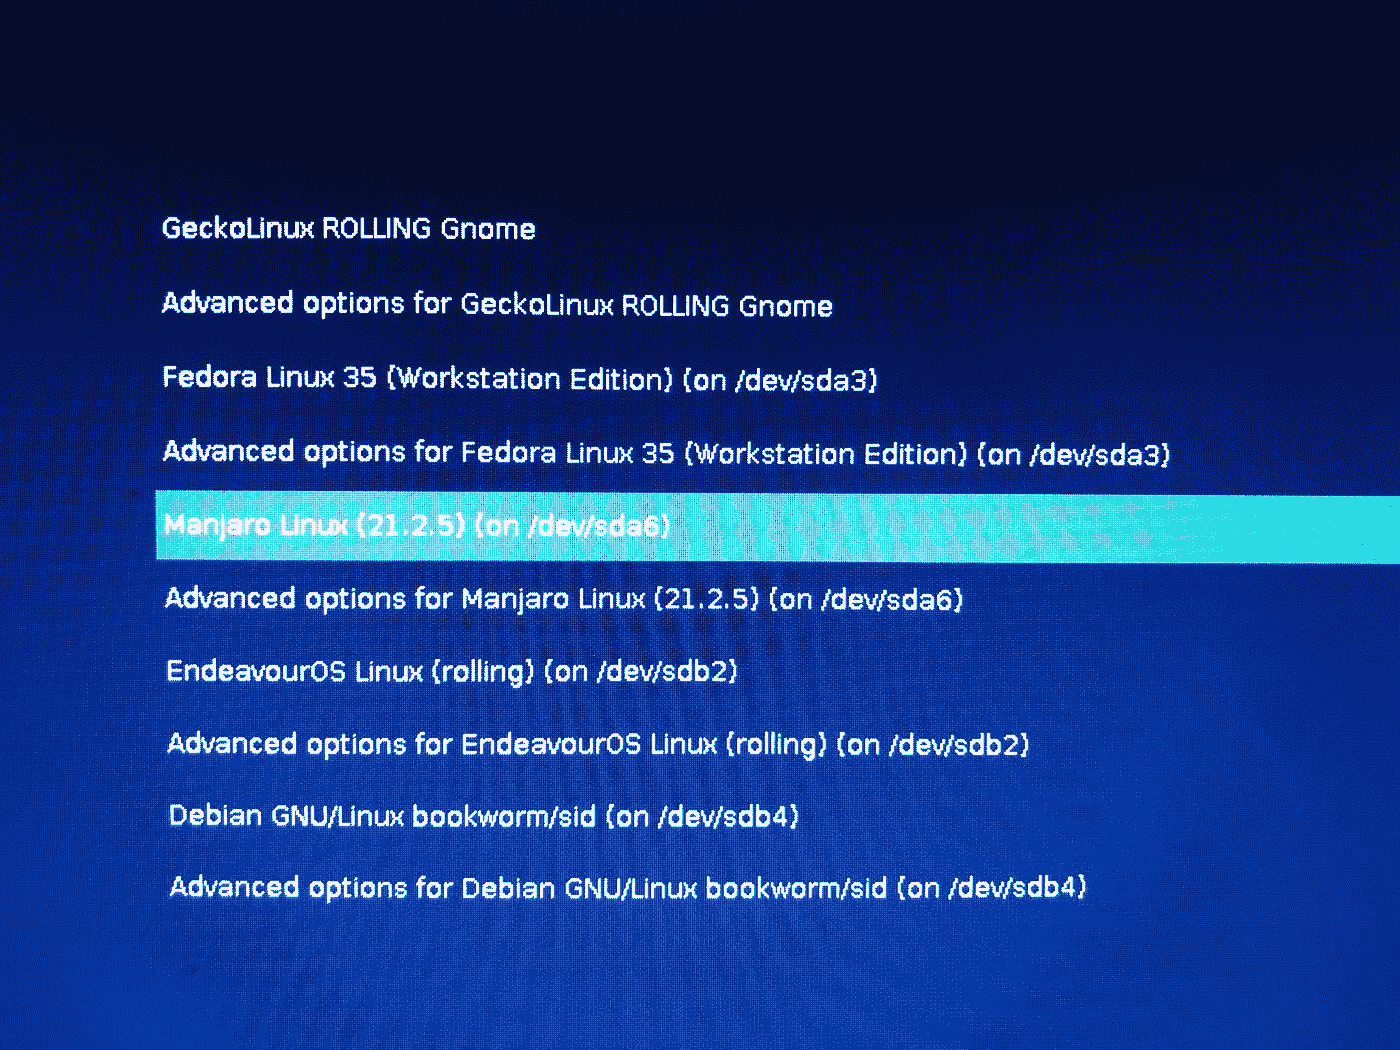 GeckoLinux ROLLING Gnome
Advanced options for GeckoLinux ROLLING Gnome
Fedora Linux 35 (Workstation Edition) (on /dev/sda3)
Advanced options for Fedora Linux 35 (Workstation Edition) (on /dev/sda3)
Manjaro Linux (21.2.5) (on /dev/sda6)
Advanced options for Manjaro Linux (21.2.5) (on /dev/sda6)
EndeavourOS Linux (rolling) (on /dev/sdb2)
Advanced options for EndeavourOS Linux (rolling) (on /dev/sdb2)
Debian GNU/Linux bookworm/sid (on /dev/sdb4)
Advanced options for Debian GNU/Linux bookworm/sid (on /dev/sdb4)